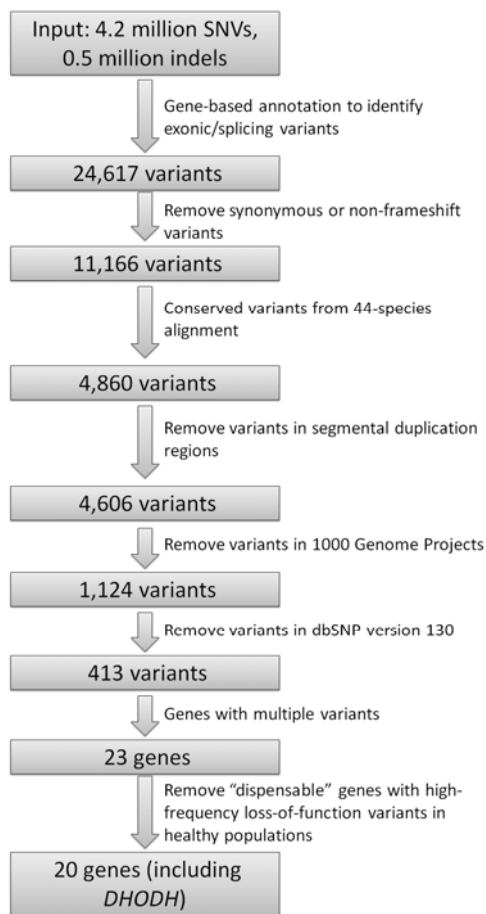 Input: 4.2 million SNVs,
0.5 million indels
Gene-based annotation to identify
exonic/splicing variants
24,617 variants
Remove synonymous or non-frameshift
variants
11,166 variants
Conserved variants from 44-species
alignment
4,860 variants
Remove variants in segmental duplication
regions
4,606 variants
Remove variants in 1000 Genome Projects
1,124 variants
Remove variants in dbSNP version 130
413 variants
Genes with multiple variants
23 genes
Remove “dispensable” genes with high-
frequency loss-of-function variants in
healthy populations
20 genes (including
DHODH)